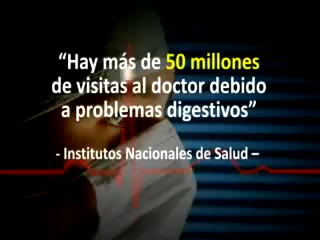 “Hay más de 50 millones
de visitas al doctor debido
a problemas digestivos”
- Institutos Nacionales de Salud –